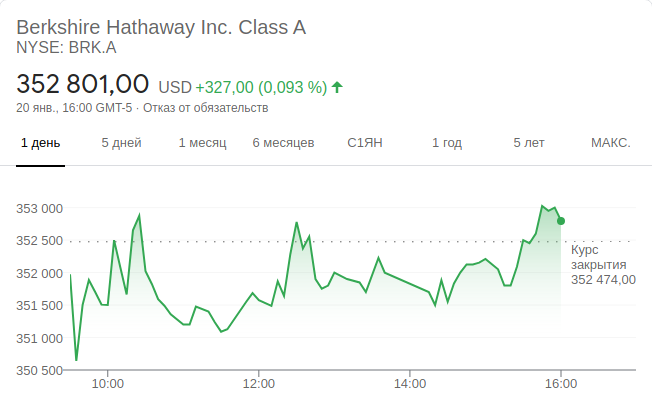 Berkshire Hathaway Inc. Class A
NYSE: BRK.A
352 801,00 USD +327,00 (0,093 %)
20 янв., 16:00 GMT-5 · Отказ от обязательств
1 день 5 дней 1 месяц 6 месяцев С1ЯН 1 год 5 лет МАКС.
353 000
352 500
Курс
закрытия
352 474,00
352 000
351 500
351 000
350 500
10:00 12:00 14:00 16:00